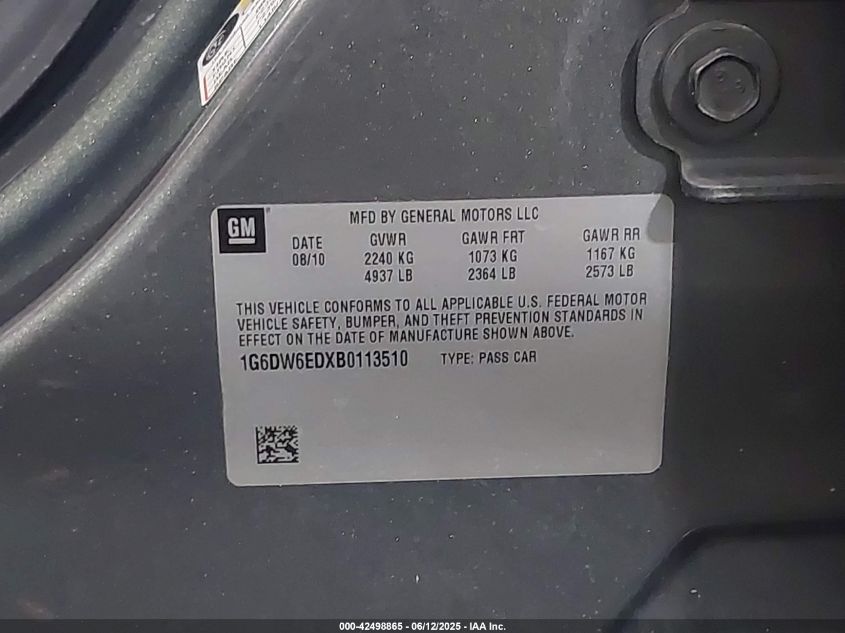 GM
MFD BY GENERAL MOTORS LLC
DATE GVWR GAWR FRT GAWR RR
08/10 2240 KG 1073 KG 1167 KG
4937 LB 2364 LB 2573 LB
THIS VEHICLE CONFORMS TO ALL APPLICABLE U.S. FEDERAL MOTOR
VEHICLE SAFETY, BUMPER, AND THEFT PREVENTION STANDARDS IN
EFFECT ON THE DATE OF MANUFACTURE SHOWN ABOVE.
1G6DW6EDXB0113510 TYPE: PASS CAR
000-42498865 - 06/12/2025 - IAA Inc.